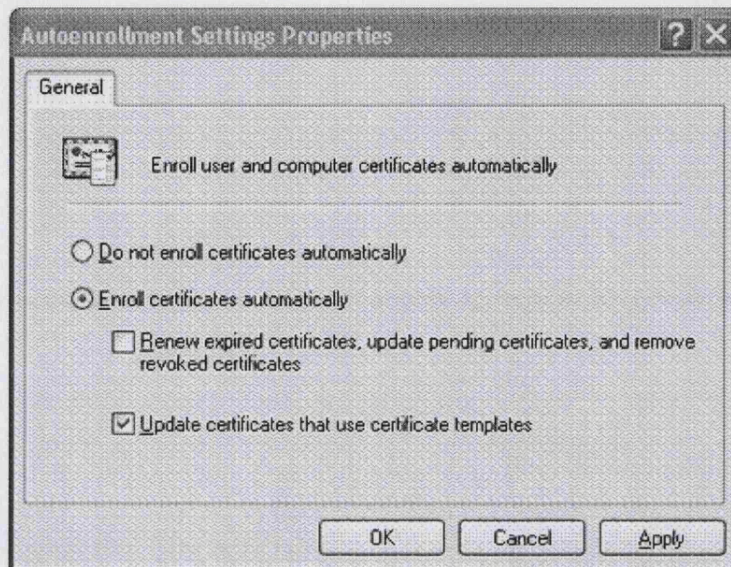 Autoenrollment Settings Properties
General
Enroll user and computer certificates automatically
Do not enroll certificates automatically
Enroll certificates automatically
Renew expired certificates, update pending certificates, and remove
revoked certificates
Update certificates that use certificate templates
OK Cancel Apply